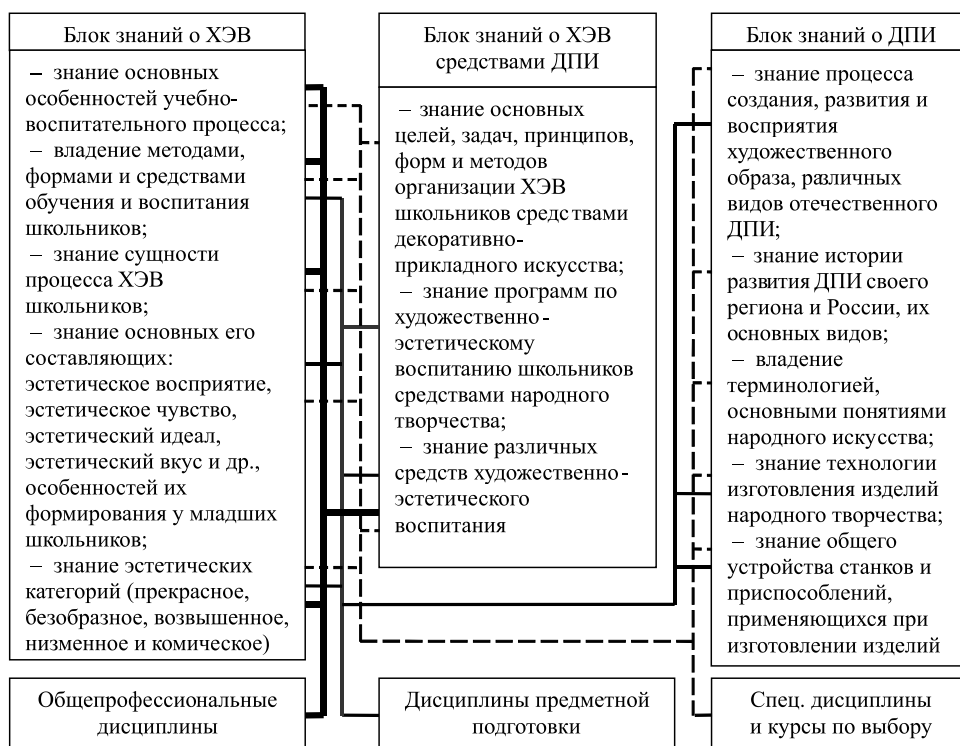 Блок знаний о ХЭВ
– знание основных
особенностей учебно-
воспитательного процесса;
– владение методами,
формами и средствами
обучения и воспитания
школьников;
– знание сущности
процесса ХЭВ
школьников;
– знание основных его
составляющих:
эстетическое восприятие,
эстетическое чувство,
эстетический идеал,
эстетический вкус и др.,
особенностей их
формирования у младших
школьников;
– знание эстетических
категорий (прекрасное,
безобразное, возвышенное,
низменное и комическое)
Блок знаний о ХЭВ
средствами ДПИ
– знание основных
целей, задач, принципов,
форм и методов
организации ХЭВ
школьников средствами
декоративно-
прикладного искусства;
– знание программ по
художественно-
эстетическому
воспитанию школьников
средствами народного
творчества;
– знание различных
средств художественно-
эстетического
воспитания
Блок знаний о ДПИ
– знание процесса
создания, развития и
восприятия
художественного
образа, различных
видов отечественного
ДПИ;
– знание истории
развития ДПИ своего
региона и России, их
основных видов;
– владение
терминологией,
основными понятиями
народного искусства;
– знание технологии
изготовления изделий
народного творчества;
– знание общего
устройства станков и
приспособлений,
применяющихся при
изготовлении изделий
Общепрофессиональные
дисциплины
Дисциплины предметной
подготовки
Спец. дисциплины
и курсы по выбору